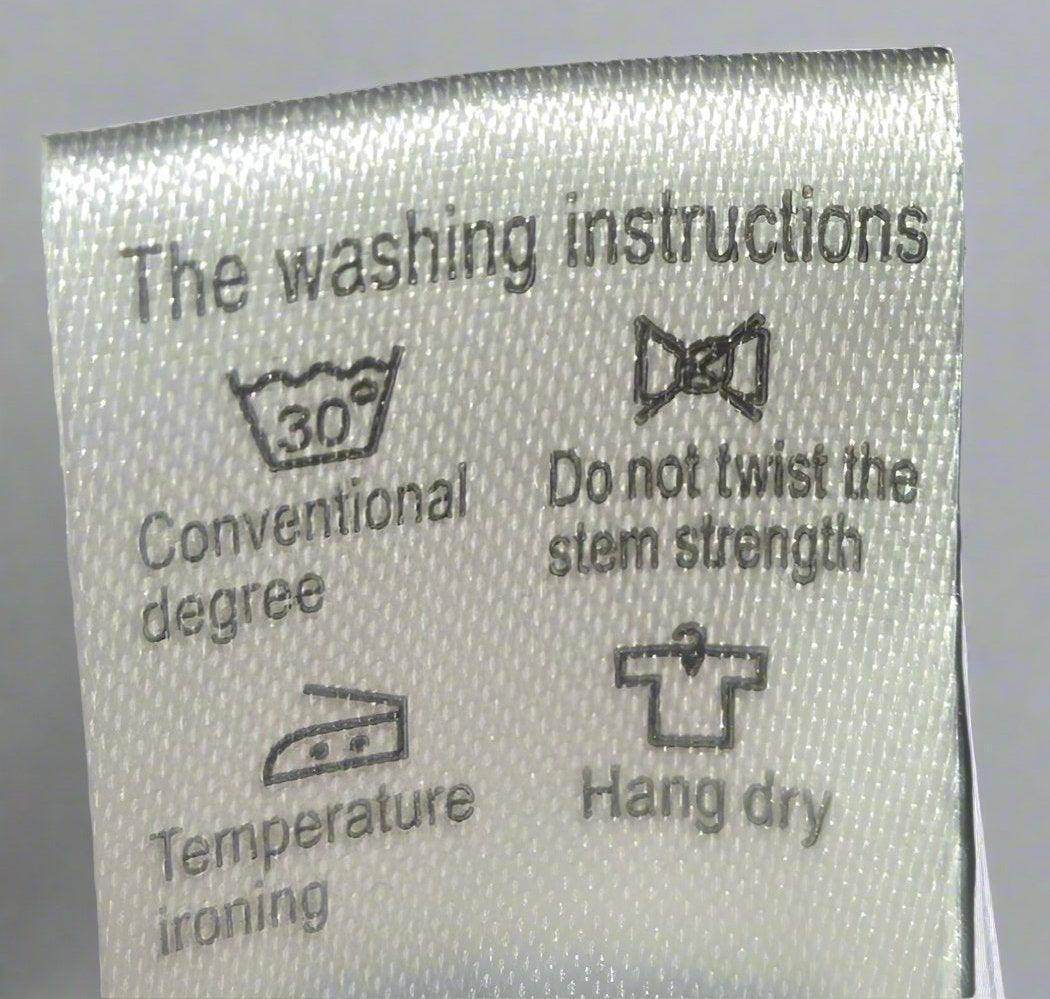 The washing instructions
30°
Conventional
degree
Do not twist the
stem strength
Temperature
ironing
Hang dry